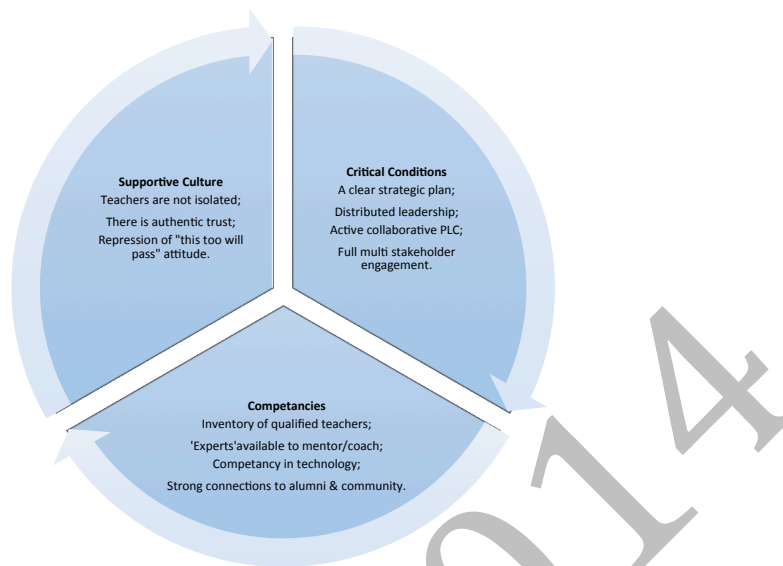 Supportive Culture
Teachers are not isolated;
There is authentic trust;
Repression of "this too will
pass" attitude.
Critical Conditions
A clear strategic plan;
Distributed leadership;
Active collaborative PLC;
Full multi stakeholder
engagement.
Competancies
Inventory of qualified teachers;
'Experts'available to mentor/coach;
Competency in technology;
Strong connections to alumni & community.
014